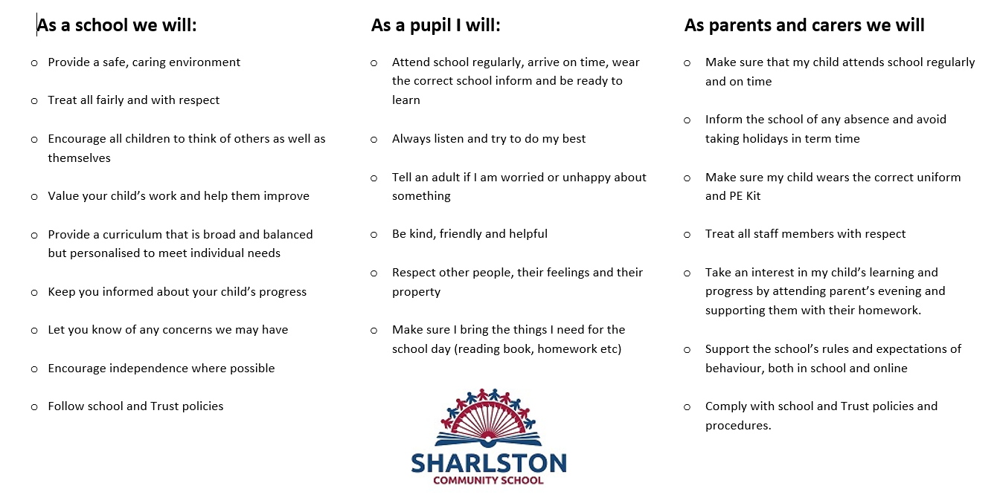 As a school we will:
o Provide a safe, caring environment
o Treat all fairly and with respect
o Encourage all children to think of others as well as
themselves
o Value your child’s work and help them improve
o Provide a curriculum that is broad and balanced
but personalised to meet individual needs
o Keep you informed about your child’s progress
o Let you know of any concerns we may have
o Encourage independence where possible
o Follow school and Trust policies
As a pupil I will:
o Attend school regularly, arrive on time, wear
the correct school inform and be ready to
learn
o Always listen and try to do my best
o Tell an adult if I am worried or unhappy about
something
o Be kind, friendly and helpful
o Respect other people, their feelings and their
property
o Make sure I bring the things I need for the
school day (reading book, homework etc)
SHARLSTON
COMMUNITY SCHOOL
As parents and carers we will
o Make sure that my child attends school regularly
and on time
o Inform the school of any absence and avoid
taking holidays in term time
o Make sure my child wears the correct uniform
and PE Kit
o Treat all staff members with respect
o Take an interest in my child’s learning and
progress by attending parent’s evening and
supporting them with their homework.
o Support the school’s rules and expectations of
behaviour, both in school and online
o Comply with school and Trust policies and
procedures.